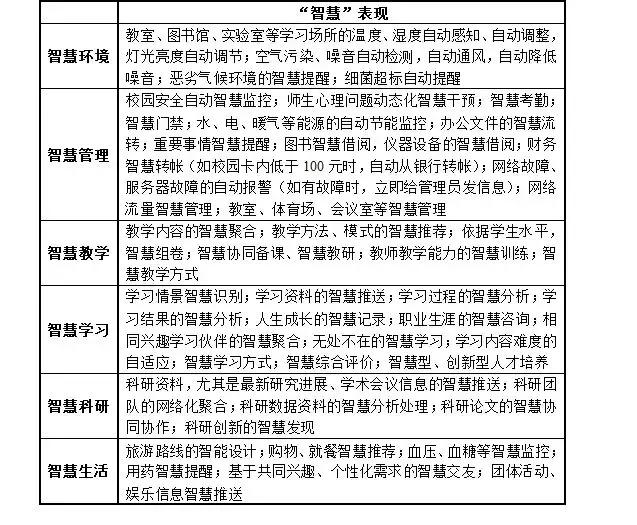 “智慧”表现
智慧环境
教室、图书馆、实验室等学习场所的温度、湿度自动感知、自动调整，
灯光亮度自动调节；空气污染、噪音自动检测，自动通风，自动降低
噪音；恶劣气候环境的智慧提醒；细菌超标自动提醒
智慧管理
校园安全自动智慧监控；师生心理问题动态化智慧干预；智慧考勤；
智慧门禁；水、电、暖气等能源的自动节能监控；办公文件的智慧流
转；重要事情智慧提醒；图书智慧借阅，仪器设备的智慧借阅；财务
智慧转帐（如校园卡内低于 100 元时，自动从银行转帐）；网络故障、
服务器故障的自动报警（如有故障时，立即给管理员发信息）；网络
流量智慧管理；教室、体育场、会议室等智慧管理
智慧教学
教学内容的智慧聚合；教学方法、模式的智慧推荐；依据学生水平，
智慧组卷；智慧协同备课、智慧教研；教师教学能力的智慧训练；智
慧教学方式
智慧学习
学习情景智慧识别；学习资料的智慧推送；学习过程的智慧分析；学
习结果的智慧分析；人生成长的智慧记录；职业生涯的智慧咨询；相
同兴趣学习伙伴的智慧聚合；无处不在的智慧学习；学习内容难度的
自适应；智慧学习方式；智慧综合评价；智慧型、创新型人才培养
智慧科研
科研资料，尤其是最新研究进展、学术会议信息的智慧推送；科研团
队的网络化聚合；科研数据资料的智慧分析处理；科研论文的智慧协
同协作；科研创新的智慧发现
智慧生活
旅游路线的智能设计；购物、就餐智慧推荐；血压、血糖等智慧监控；
用药智慧提醒；基于共同兴趣、个性化需求的智慧交友；团体活动、
娱乐信息智慧推送